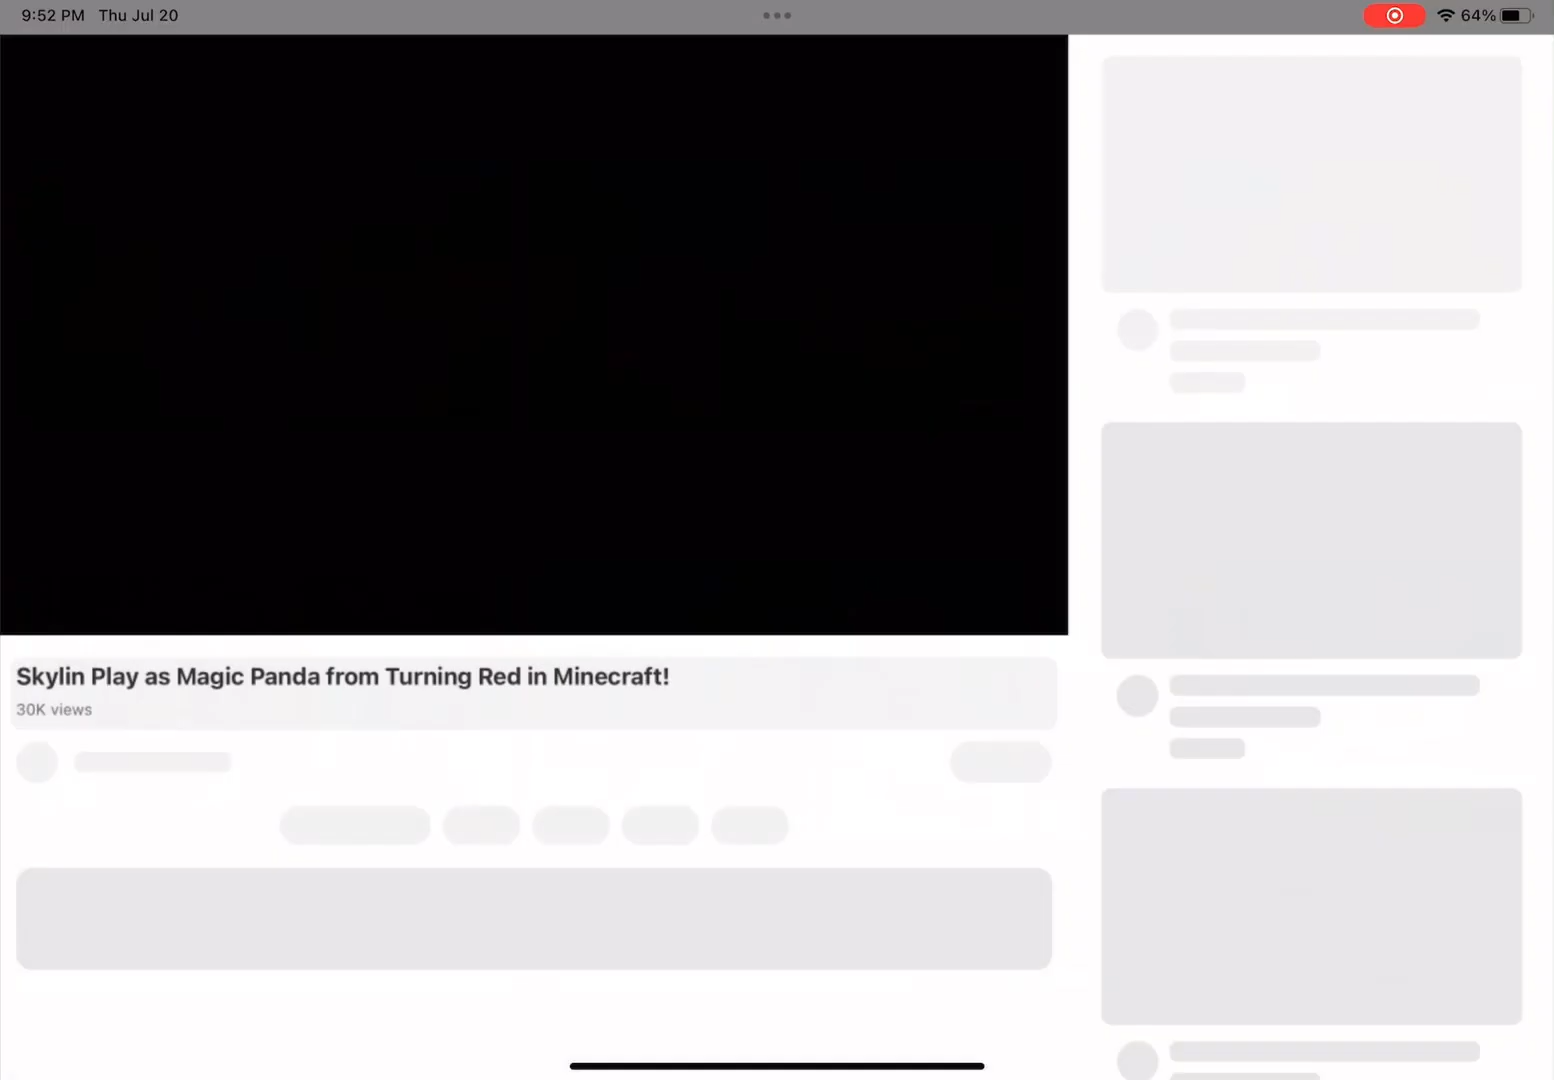 9:52 PM Thu Jul 20
64%
Skylin Play as Magic Panda from Turning Red in Minecraft!
30K views